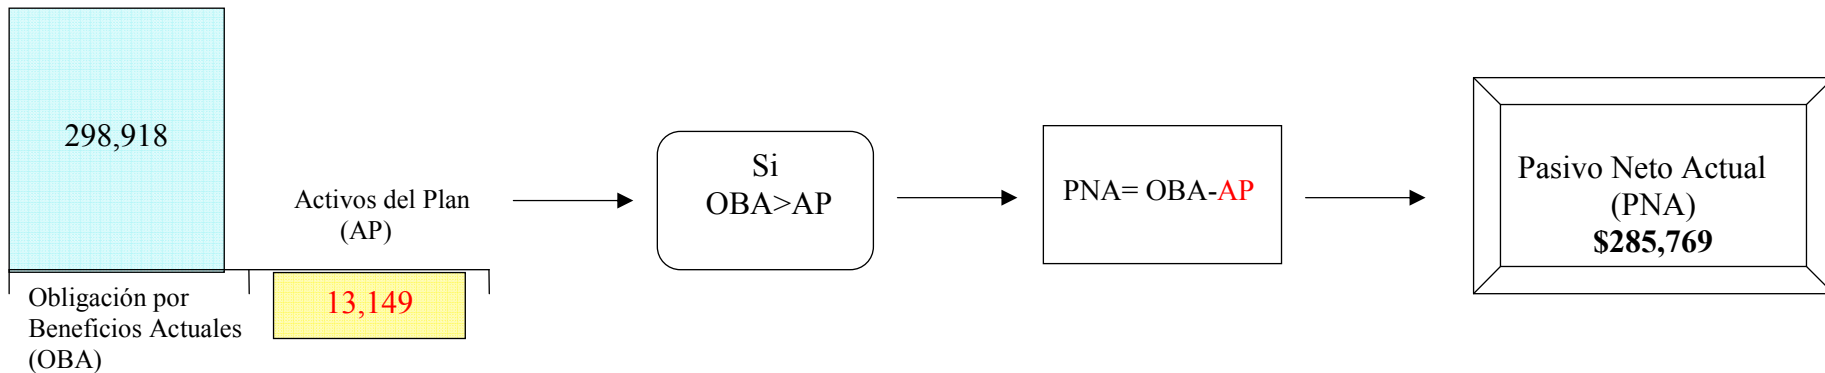 298,918
Obligación por
Beneficios Actuales
(OBA)
Activos del Plan
(AP)
13,149
Si
OBA>AP
PNA= OBA-AP
Pasivo Neto Actual
(PNA)
$285,769